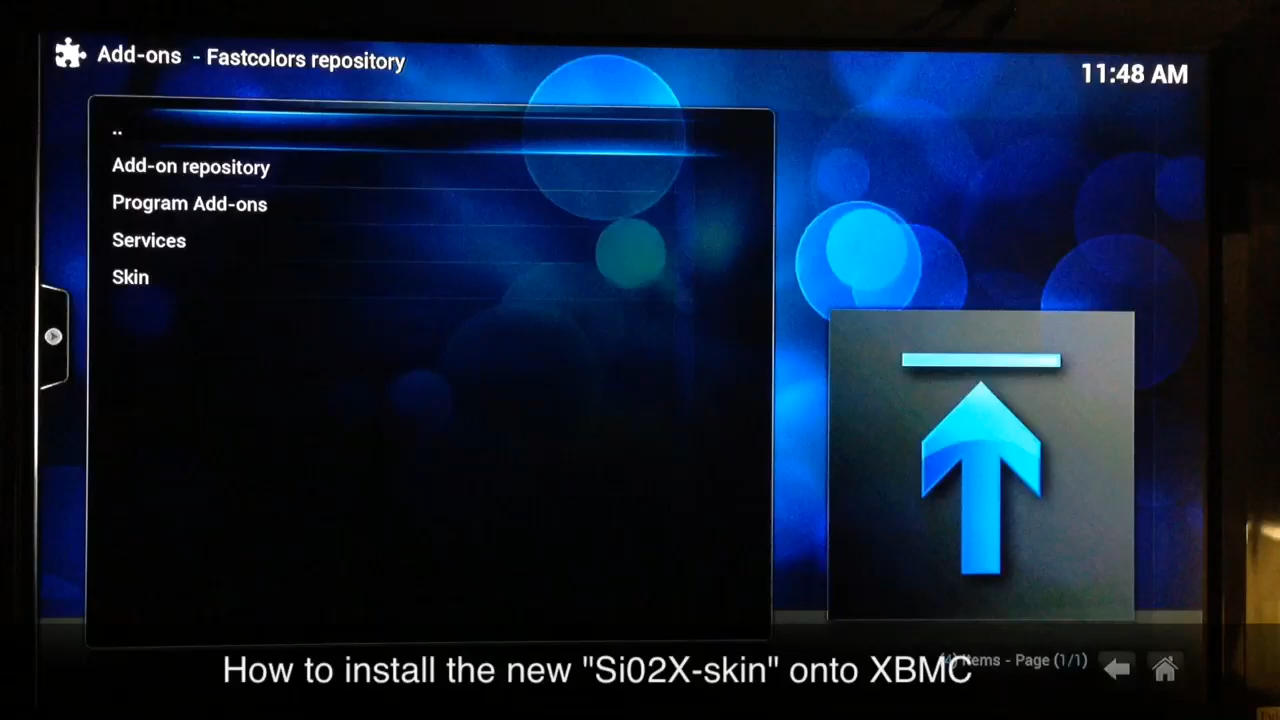 Add-ons - Fastcolors repository
11:48 AM
..
Add-on repository
Program Add-ons
Services
Skin
(4) Items - Page (1/1)
How to install the new "Si02X-skin" onto XBMC